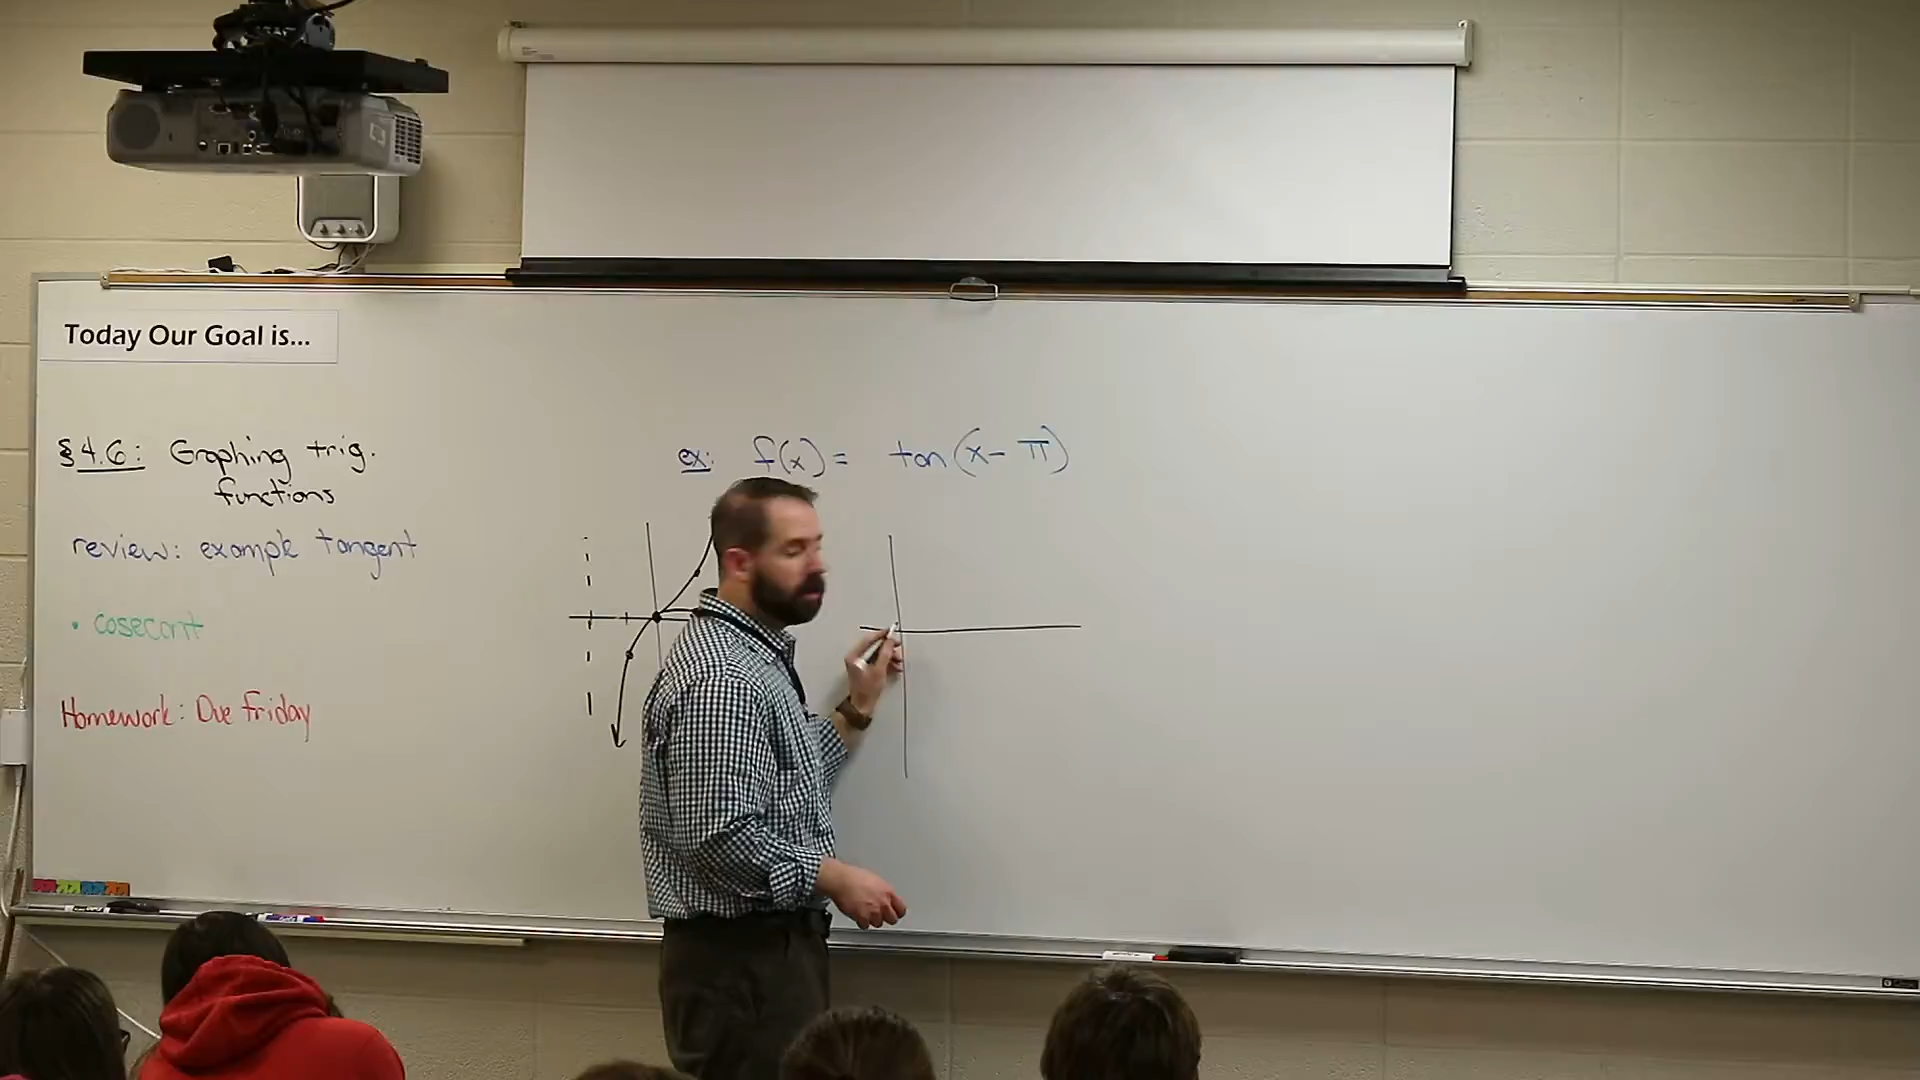 Today Our Goal is...
§4.6: Graphing trig.
functions
review: example tangent
• cosecant
Homework: Due friday
ex: f(x) = tan(x - π)